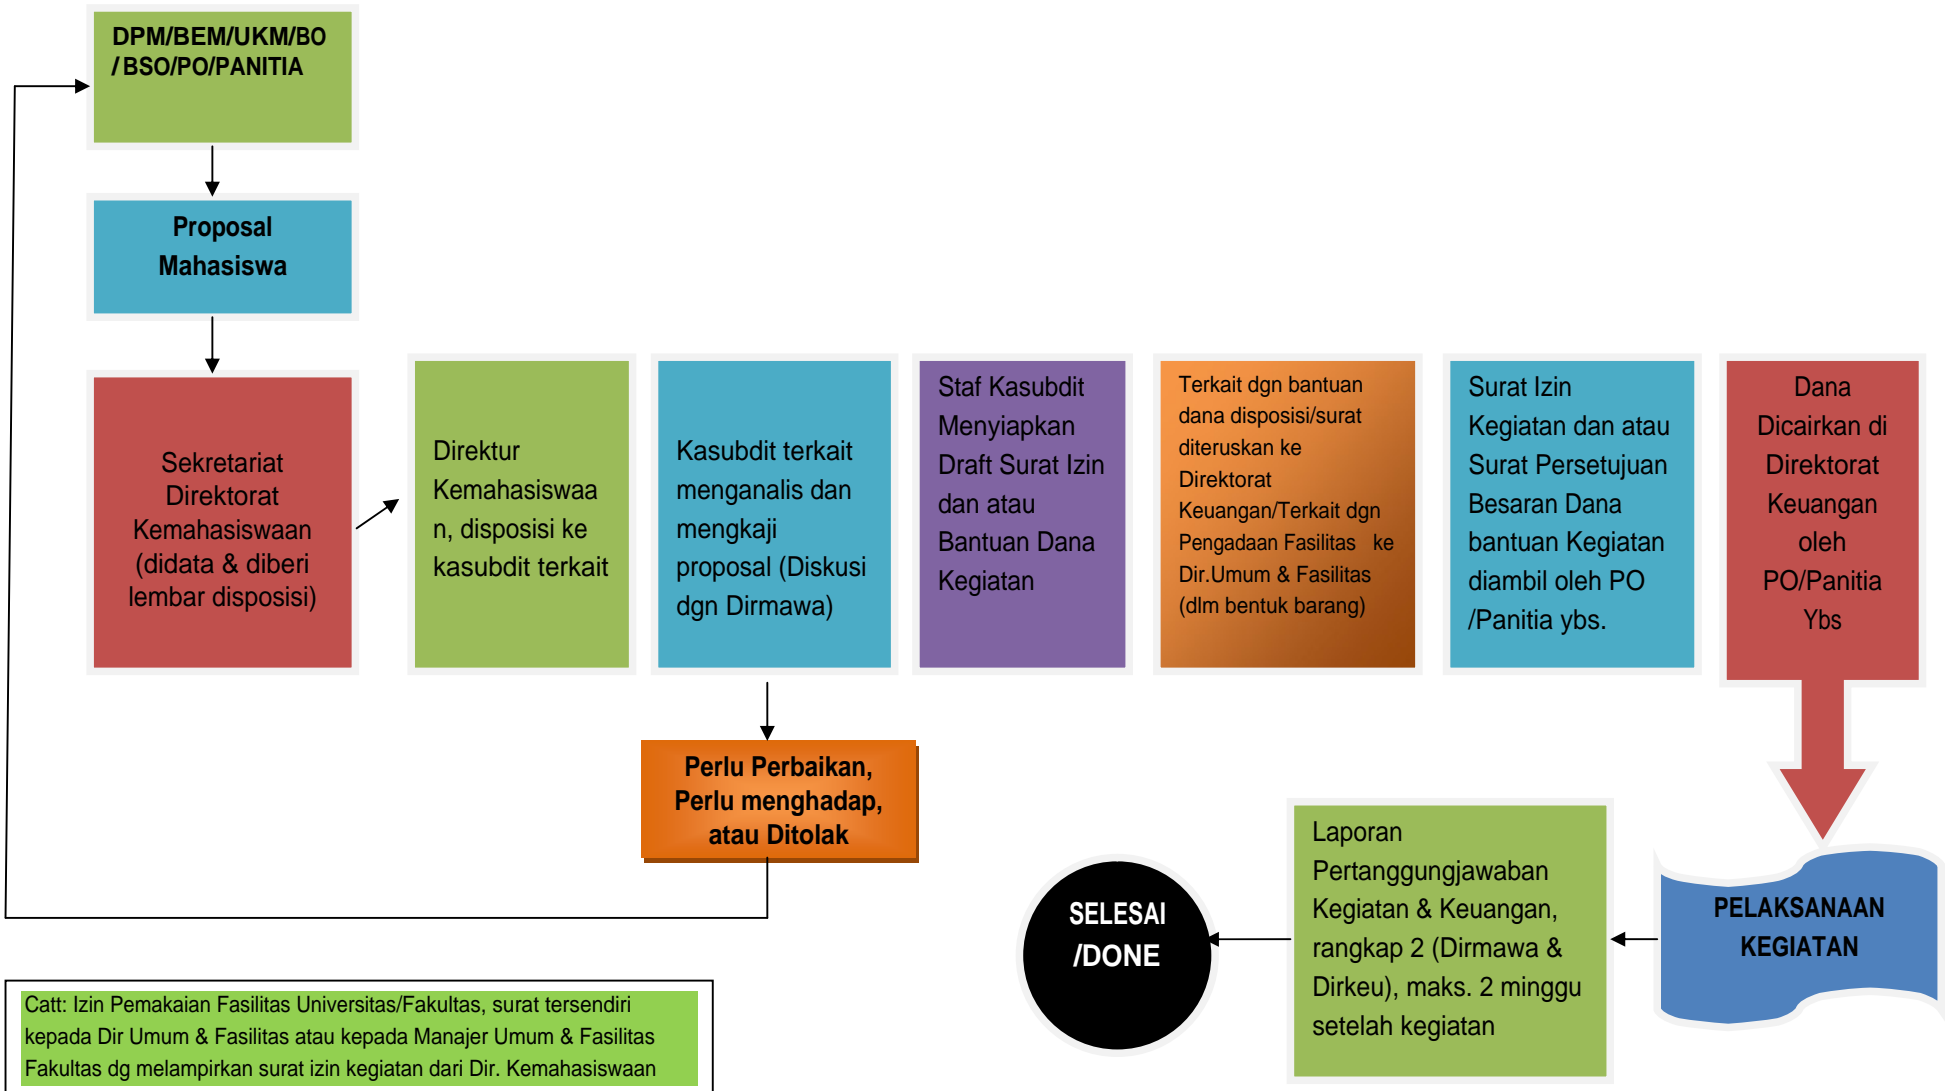 DPM/BEM/UKM/BO
/ BSO/PO/PANITIA
Proposal
Mahasiswa
Sekretariat
Direktorat
Kemahasiswaan
(didata & diberi
lembar disposisi)
Direktur
Kemahasiswaa
n, disposisi ke
kasubdit terkait
Kasubdit terkait
menganalis dan
mengkaji
proposal (Diskusi
dgn Dirmawa)
Staf Kasubdit
Menyiapkan
Draft Surat Izin
dan atau
Bantuan Dana
Kegiatan
Terkait dgn bantuan
dana disposisi/surat
diteruskan ke
Direktorat
Keuangan/Terkait dgn
Pengadaan Fasilitas ke
Dir.Umum & Fasilitas
(dlm bentuk barang)
Surat Izin
Kegiatan dan atau
Surat Persetujuan
Besaran Dana
bantuan Kegiatan
diambil oleh PO
/Panitia ybs.
Dana
Dicairkan di
Direktorat
Keuangan
oleh
PO/Panitia
Ybs
Perlu Perbaikan,
Perlu menghadap,
atau Ditolak
PELAKSANAAN
KEGIATAN
Laporan
Pertanggungjawaban
Kegiatan & Keuangan,
rangkap 2 (Dirmawa &
Dirkeu), maks. 2 minggu
setelah kegiatan
SELESAI
/DONE
Catt: Izin Pemakaian Fasilitas Universitas/Fakultas, surat tersendiri
kepada Dir Umum & Fasilitas atau kepada Manajer Umum & Fasilitas
Fakultas dg melampirkan surat izin kegiatan dari Dir. Kemahasiswaan